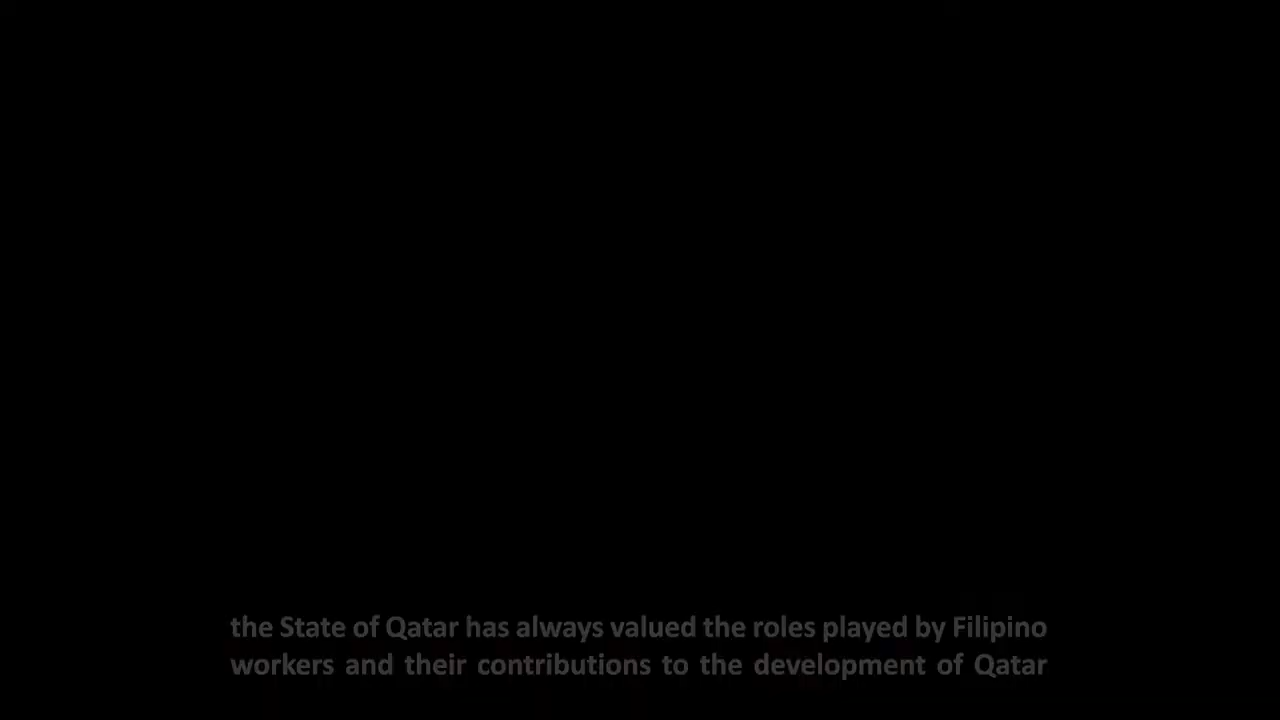 the State of Qatar has always valued the roles played by Filipino
workers and their contributions to the development of Qatar